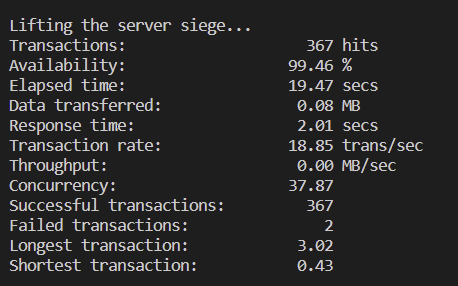 Lifting the server siege...
Transactions: 367 hits
Availability: 99.46 %
Elapsed time: 19.47 secs
Data transferred: 0.08 MB
Response time: 2.01 secs
Transaction rate: 18.85 trans/sec
Throughput: 0.00 MB/sec
Concurrency: 37.87
Successful transactions: 367
Failed transactions: 2
Longest transaction: 3.02
Shortest transaction: 0.43